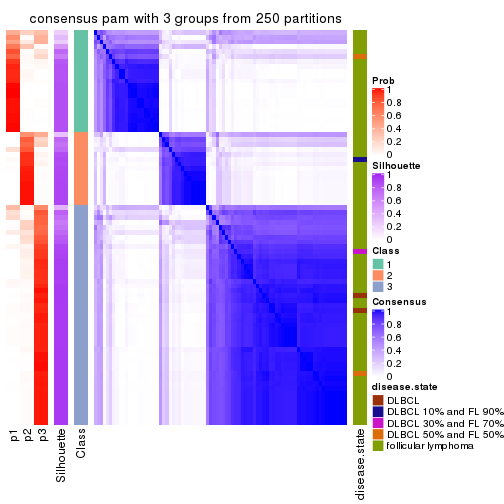 consensus pam with 3 groups from 250 partitions
Prob
1
0.8
0.6
0.4
0.2
0
Silhouette
1
0.8
0.6
0.4
0.2
0
Class
1
2
3
Consensus
1
0.8
0.6
0.4
0.2
0
disease.state
DLBCL
DLBCL 10% and FL 90%
DLBCL 30% and FL 70%
DLBCL 50% and FL 50%
follicular lymphoma
p1
p2
p3
Silhouette
Class
disease.state